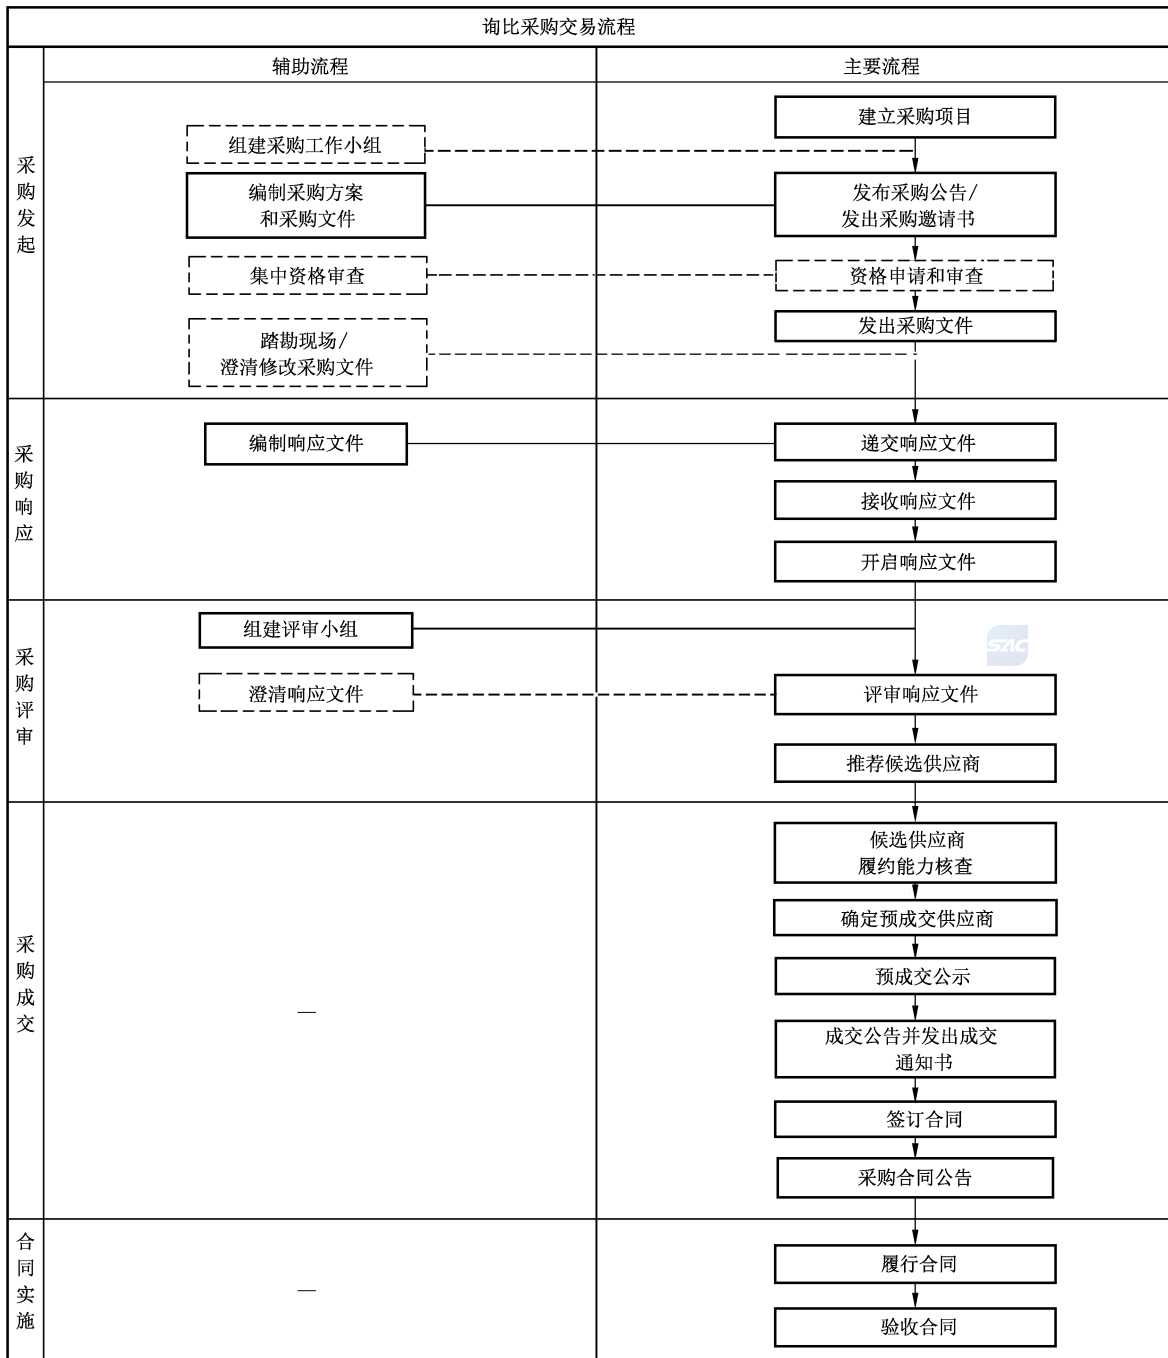 询比采购交易流程
辅助流程
主要流程
采购发起
建立采购项目
组建采购工作小组
编制采购方案
和采购文件
发布采购公告/
发出采购邀请书
集中资格审查
资格申请和审查
发出采购文件
踏勘现场/
澄清修改采购文件
采购响应
编制响应文件
递交响应文件
接收响应文件
开启响应文件
采购评审
组建评审小组
SAC
澄清响应文件
评审响应文件
推荐候选供应商
采购成交
—
候选供应商
履约能力核查
确定预成交供应商
预成交公示
成交公告并发出成交
通知书
签订合同
采购合同公告
合同实施
—
履行合同
验收合同